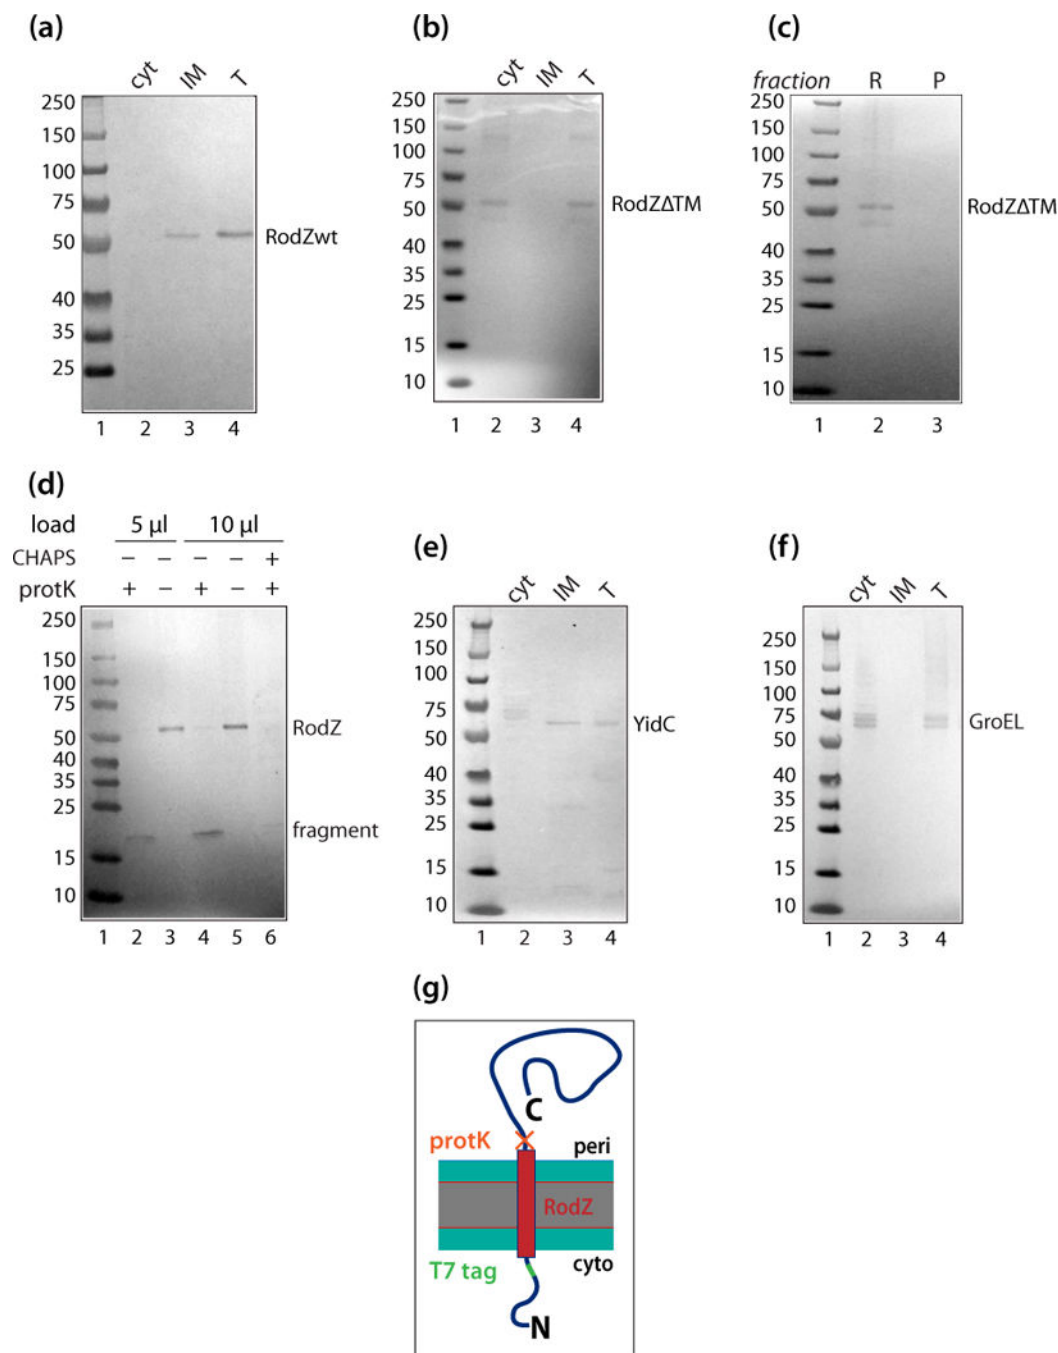 (a)
cyt IM T
250
150
100
75
50
40
35
25
RodZwt
1 2 3 4
(b)
cyt IM T
250
150
100
75
50
40
35
25
15
10
RodZΔTM
1 2 3 4
(c)
fraction R P
250
150
100
75
50
40
35
25
15
10
RodZΔTM
1 2 3
(d)
load 5 µl 10 µl
CHAPS – – – – +
protK + – + – +
250
150
100
75
50
40
35
25
15
10
RodZ
fragment
1 2 3 4 5 6
(e)
cyt IM T
250
150
100
75
50
40
35
25
15
10
YidC
1 2 3 4
(f)
cyt IM T
250
150
100
75
50
40
35
25
15
10
GroEL
1 2 3 4
(g)
C
protK peri
RodZ
T7 tag cyto
N